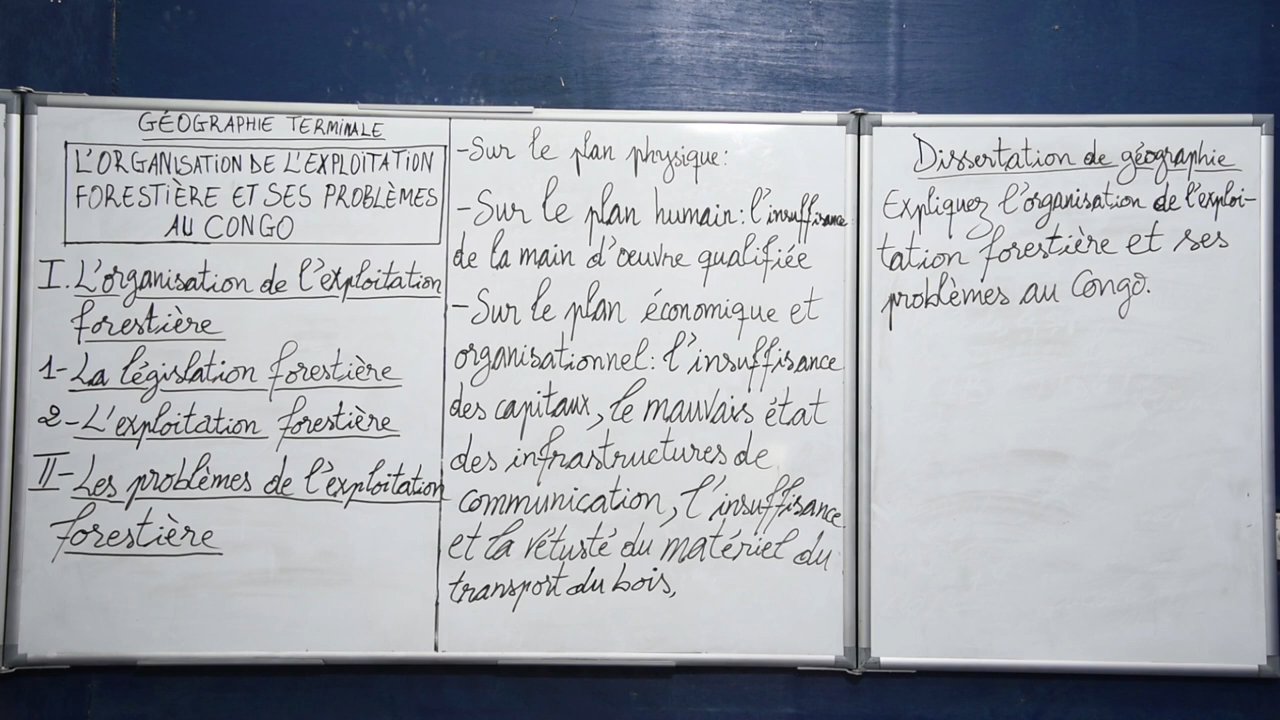 GÉOGRAPHIE TERMINALE
L'ORGANISATION DE L'EXPLOITATION
FORESTIÈRE ET SES PROBLÈMES
AU CONGO
I. L'organisation de l'exploitation
forestière
1- La législation forestière
2- L'exploitation forestière
II- Les problèmes de l'exploitation
forestière
-Sur le plan physique:
-Sur le plan humain: l'insuffisance
de la main d'œuvre qualifiée
-Sur le plan économique et
organisationnel: l'insuffisance
des capitaux, le mauvais état
des infrastructures de
communication, l'insuffisance
et la vétusté du matériel du
transport du bois,
Dissertation de géographie
Expliquez l'organisation de l'exploi-
tation forestière et ses
problèmes au Congo.